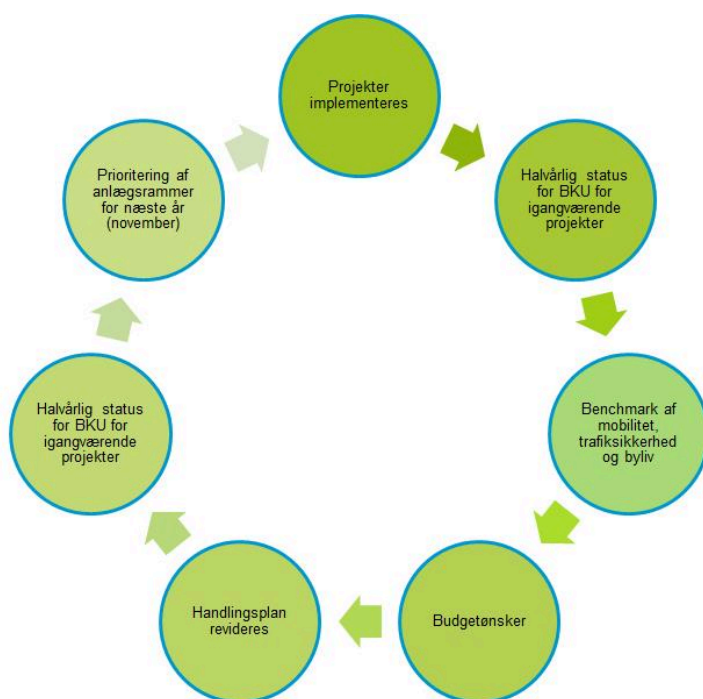 Projekter
implementeres
Halvårlig status
for BKU for
igangværende
projekter
Benchmark af
mobilitet,
trafiksikkerhed
og byliv
Budgetønsker
Handlingsplan
revideres
Halvårlig status
for BKU for
igangværende
projekter
Prioritering af
anlægsrammer
for næste år
(november)